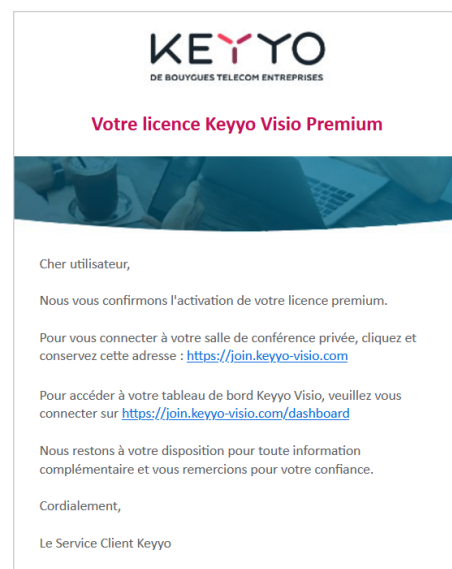 KEYYO
DE BOUYGUES TELECOM ENTREPRISES
Votre licence Keyyo Visio Premium
Cher utilisateur,
Nous vous confirmons l'activation de votre licence premium.
Pour vous connecter à votre salle de conférence privée, cliquez et
conservez cette adresse : https://join.keyyo-visio.com
Pour accéder à votre tableau de bord Keyyo Visio, veuillez vous
connecter sur https://join.keyyo-visio.com/dashboard
Nous restons à votre disposition pour toute information
complémentaire et vous remercions pour votre confiance.
Cordialement,
Le Service Client Keyyo